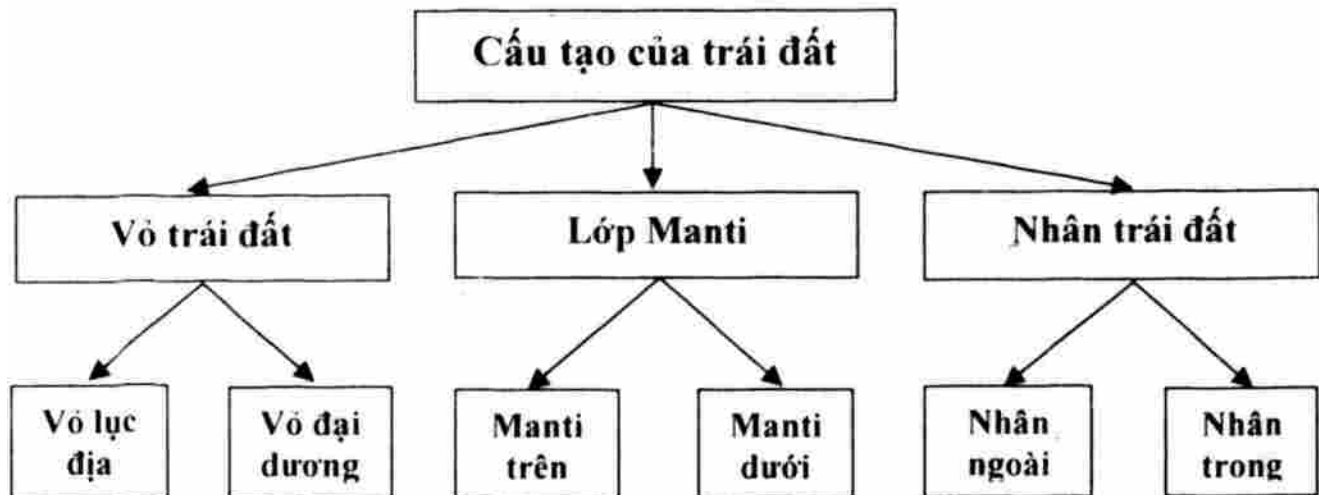 Cấu tạo của trái đất
Vỏ trái đất
Lớp Manti
Nhân trái đất
Vỏ lục
địa
Vỏ đại
dương
Manti
trên
Manti
dưới
Nhân
ngoài
Nhân
trong